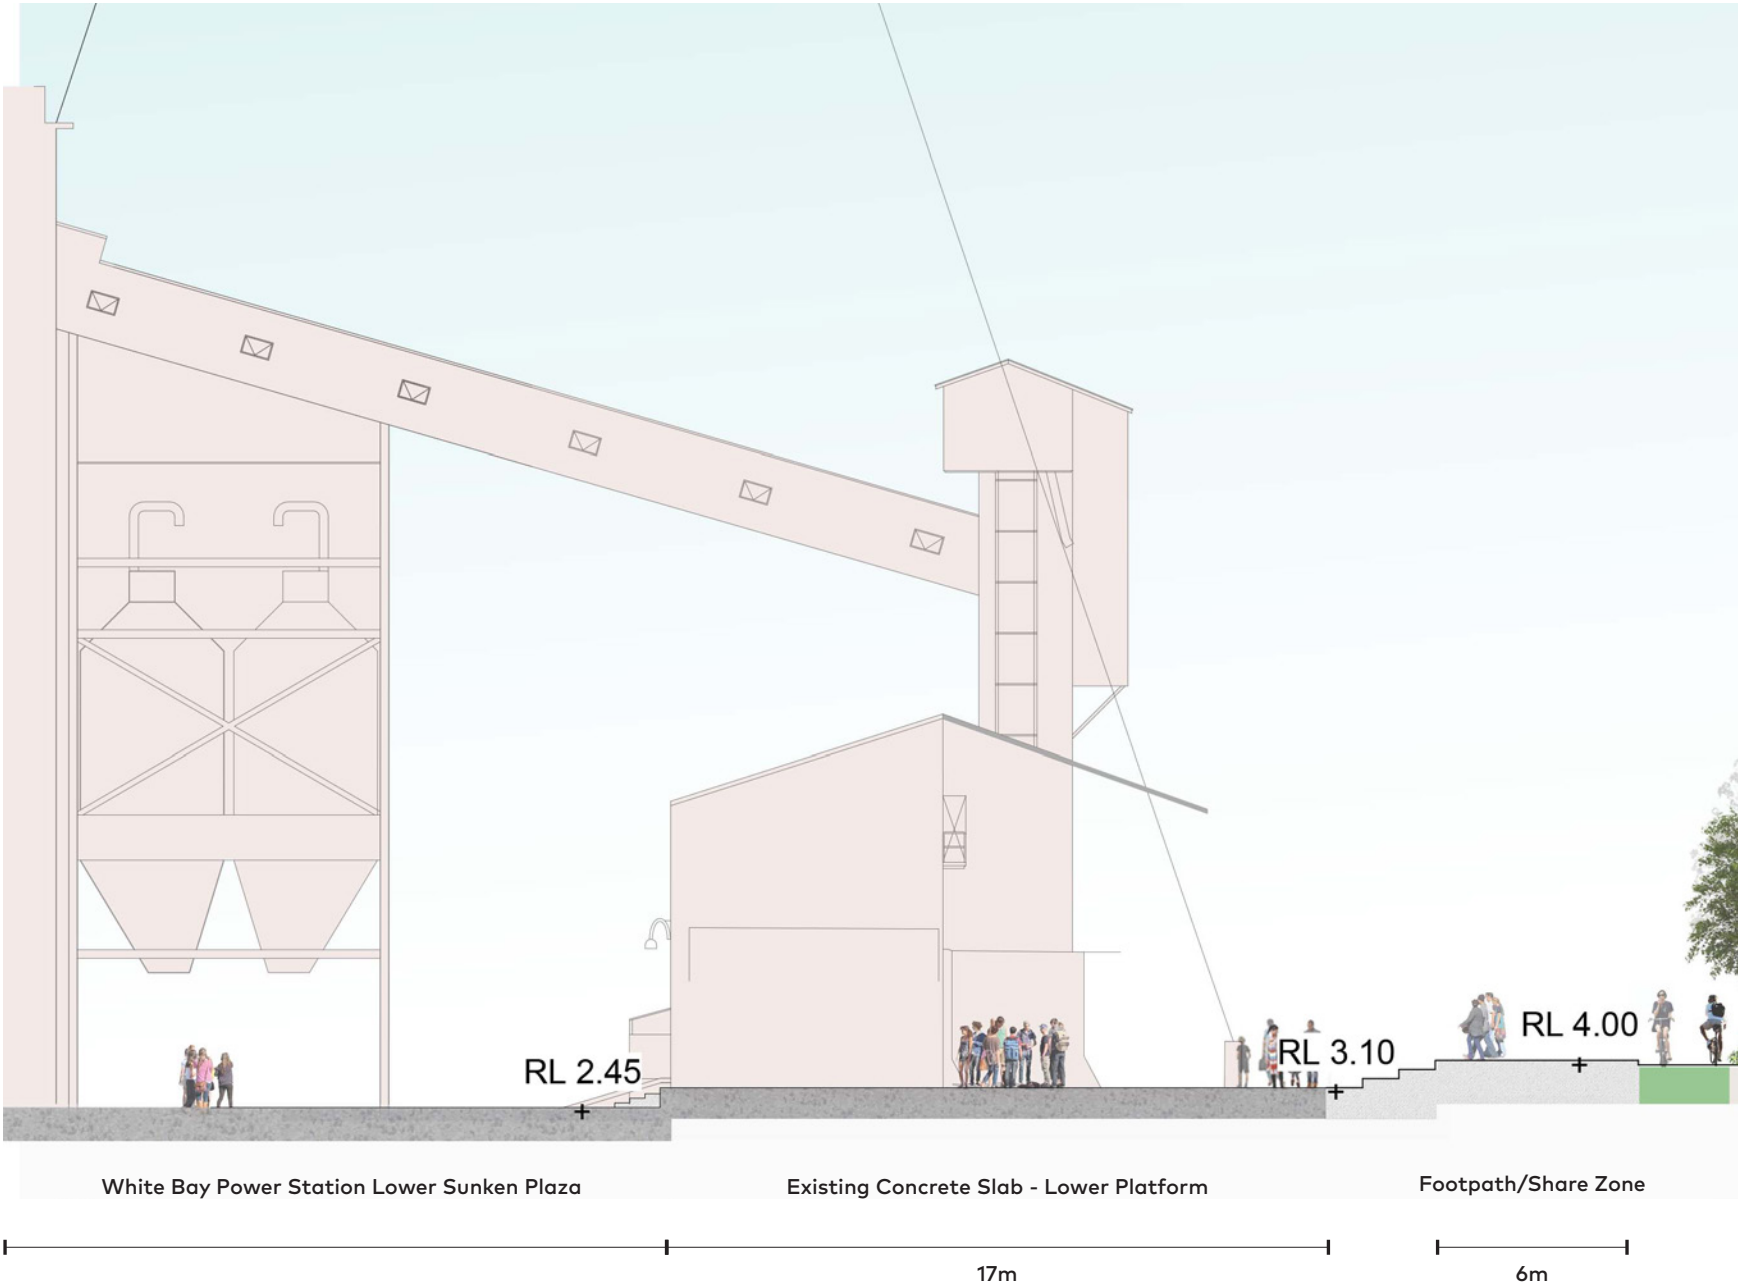 RL 4.00
RL 3.10
RL 2.45
White Bay Power Station Lower Sunken Plaza
Existing Concrete Slab - Lower Platform
Footpath/Share Zone
17m
6m